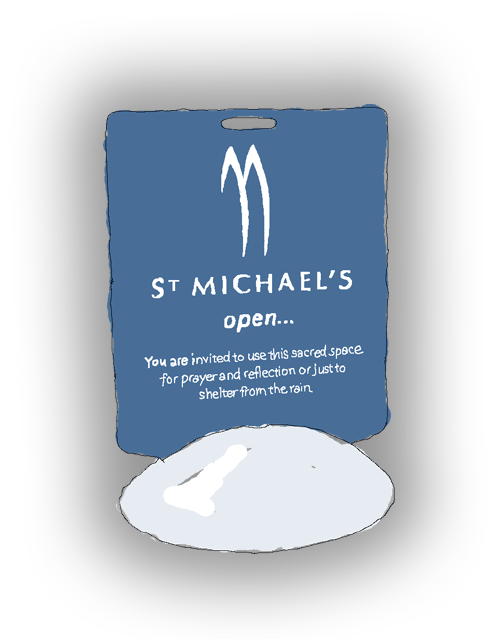 ST MICHAEL'S
open...
You are invited to use this sacred space
for prayer and reflection or just to
shelter from the rain.